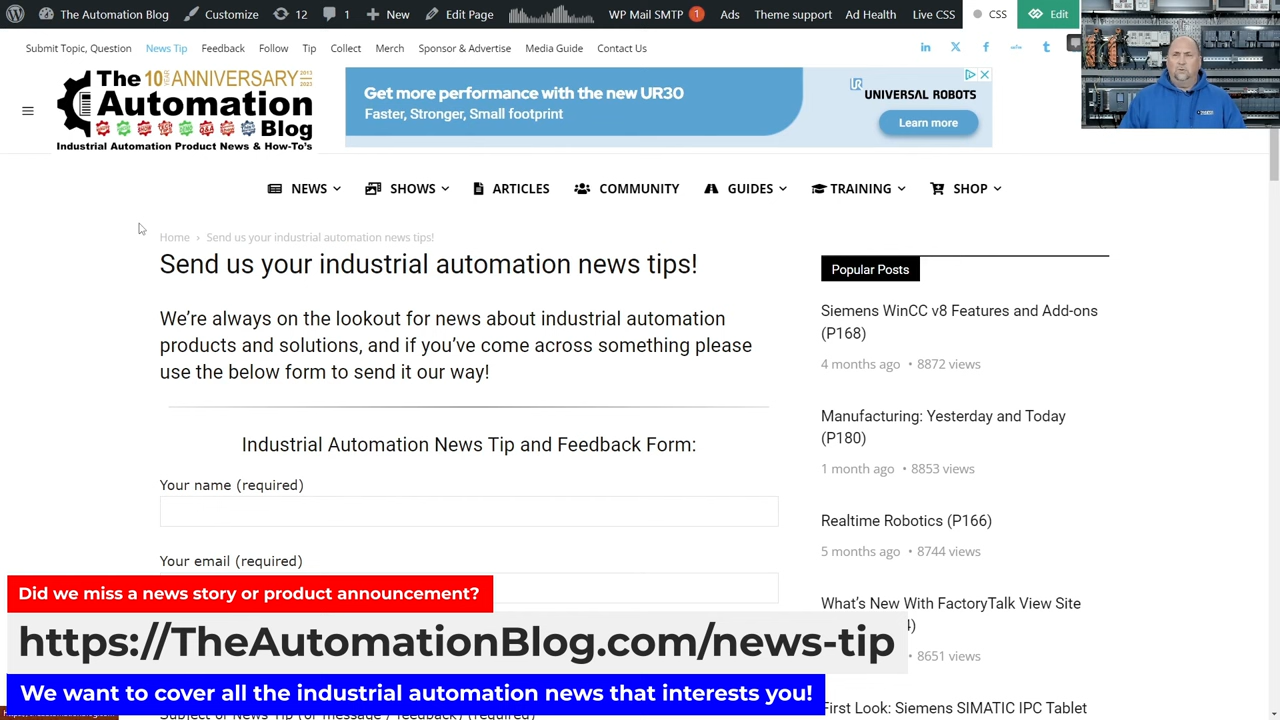 The Automation Blog Customize 12 1 New Edit Page WP Mail SMTP 1 Ads Theme support Ad Health Live CSS CSS Edit
Submit Topic, Question News Tip Feedback Follow Tip Collect Merch Sponsor & Advertise Media Guide Contact Us
The 10 YEAR ANNIVERSARY 2013 2023
Automation
Blog
Industrial Automation Product News & How-To's
Get more performance with the new UR30
Faster, Stronger, Small footprint
UNIVERSAL ROBOTS
Learn more
NEWS SHOWS ARTICLES COMMUNITY GUIDES TRAINING SHOP
Home › Send us your industrial automation news tips!
Send us your industrial automation news tips!
We're always on the lookout for news about industrial automation
products and solutions, and if you've come across something please
use the below form to send it our way!
Industrial Automation News Tip and Feedback Form:
Your name (required)
Your email (required)
Popular Posts
Siemens WinCC v8 Features and Add-ons
(P168)
4 months ago • 8872 views
Manufacturing: Yesterday and Today
(P180)
1 month ago • 8853 views
Realtime Robotics (P166)
5 months ago • 8744 views
What's New With FactoryTalk View Site
4)
8651 views
First Look: Siemens SIMATIC IPC Tablet
Did we miss a news story or product announcement?
https://TheAutomationBlog.com/news-tip
We want to cover all the industrial automation news that interests you!